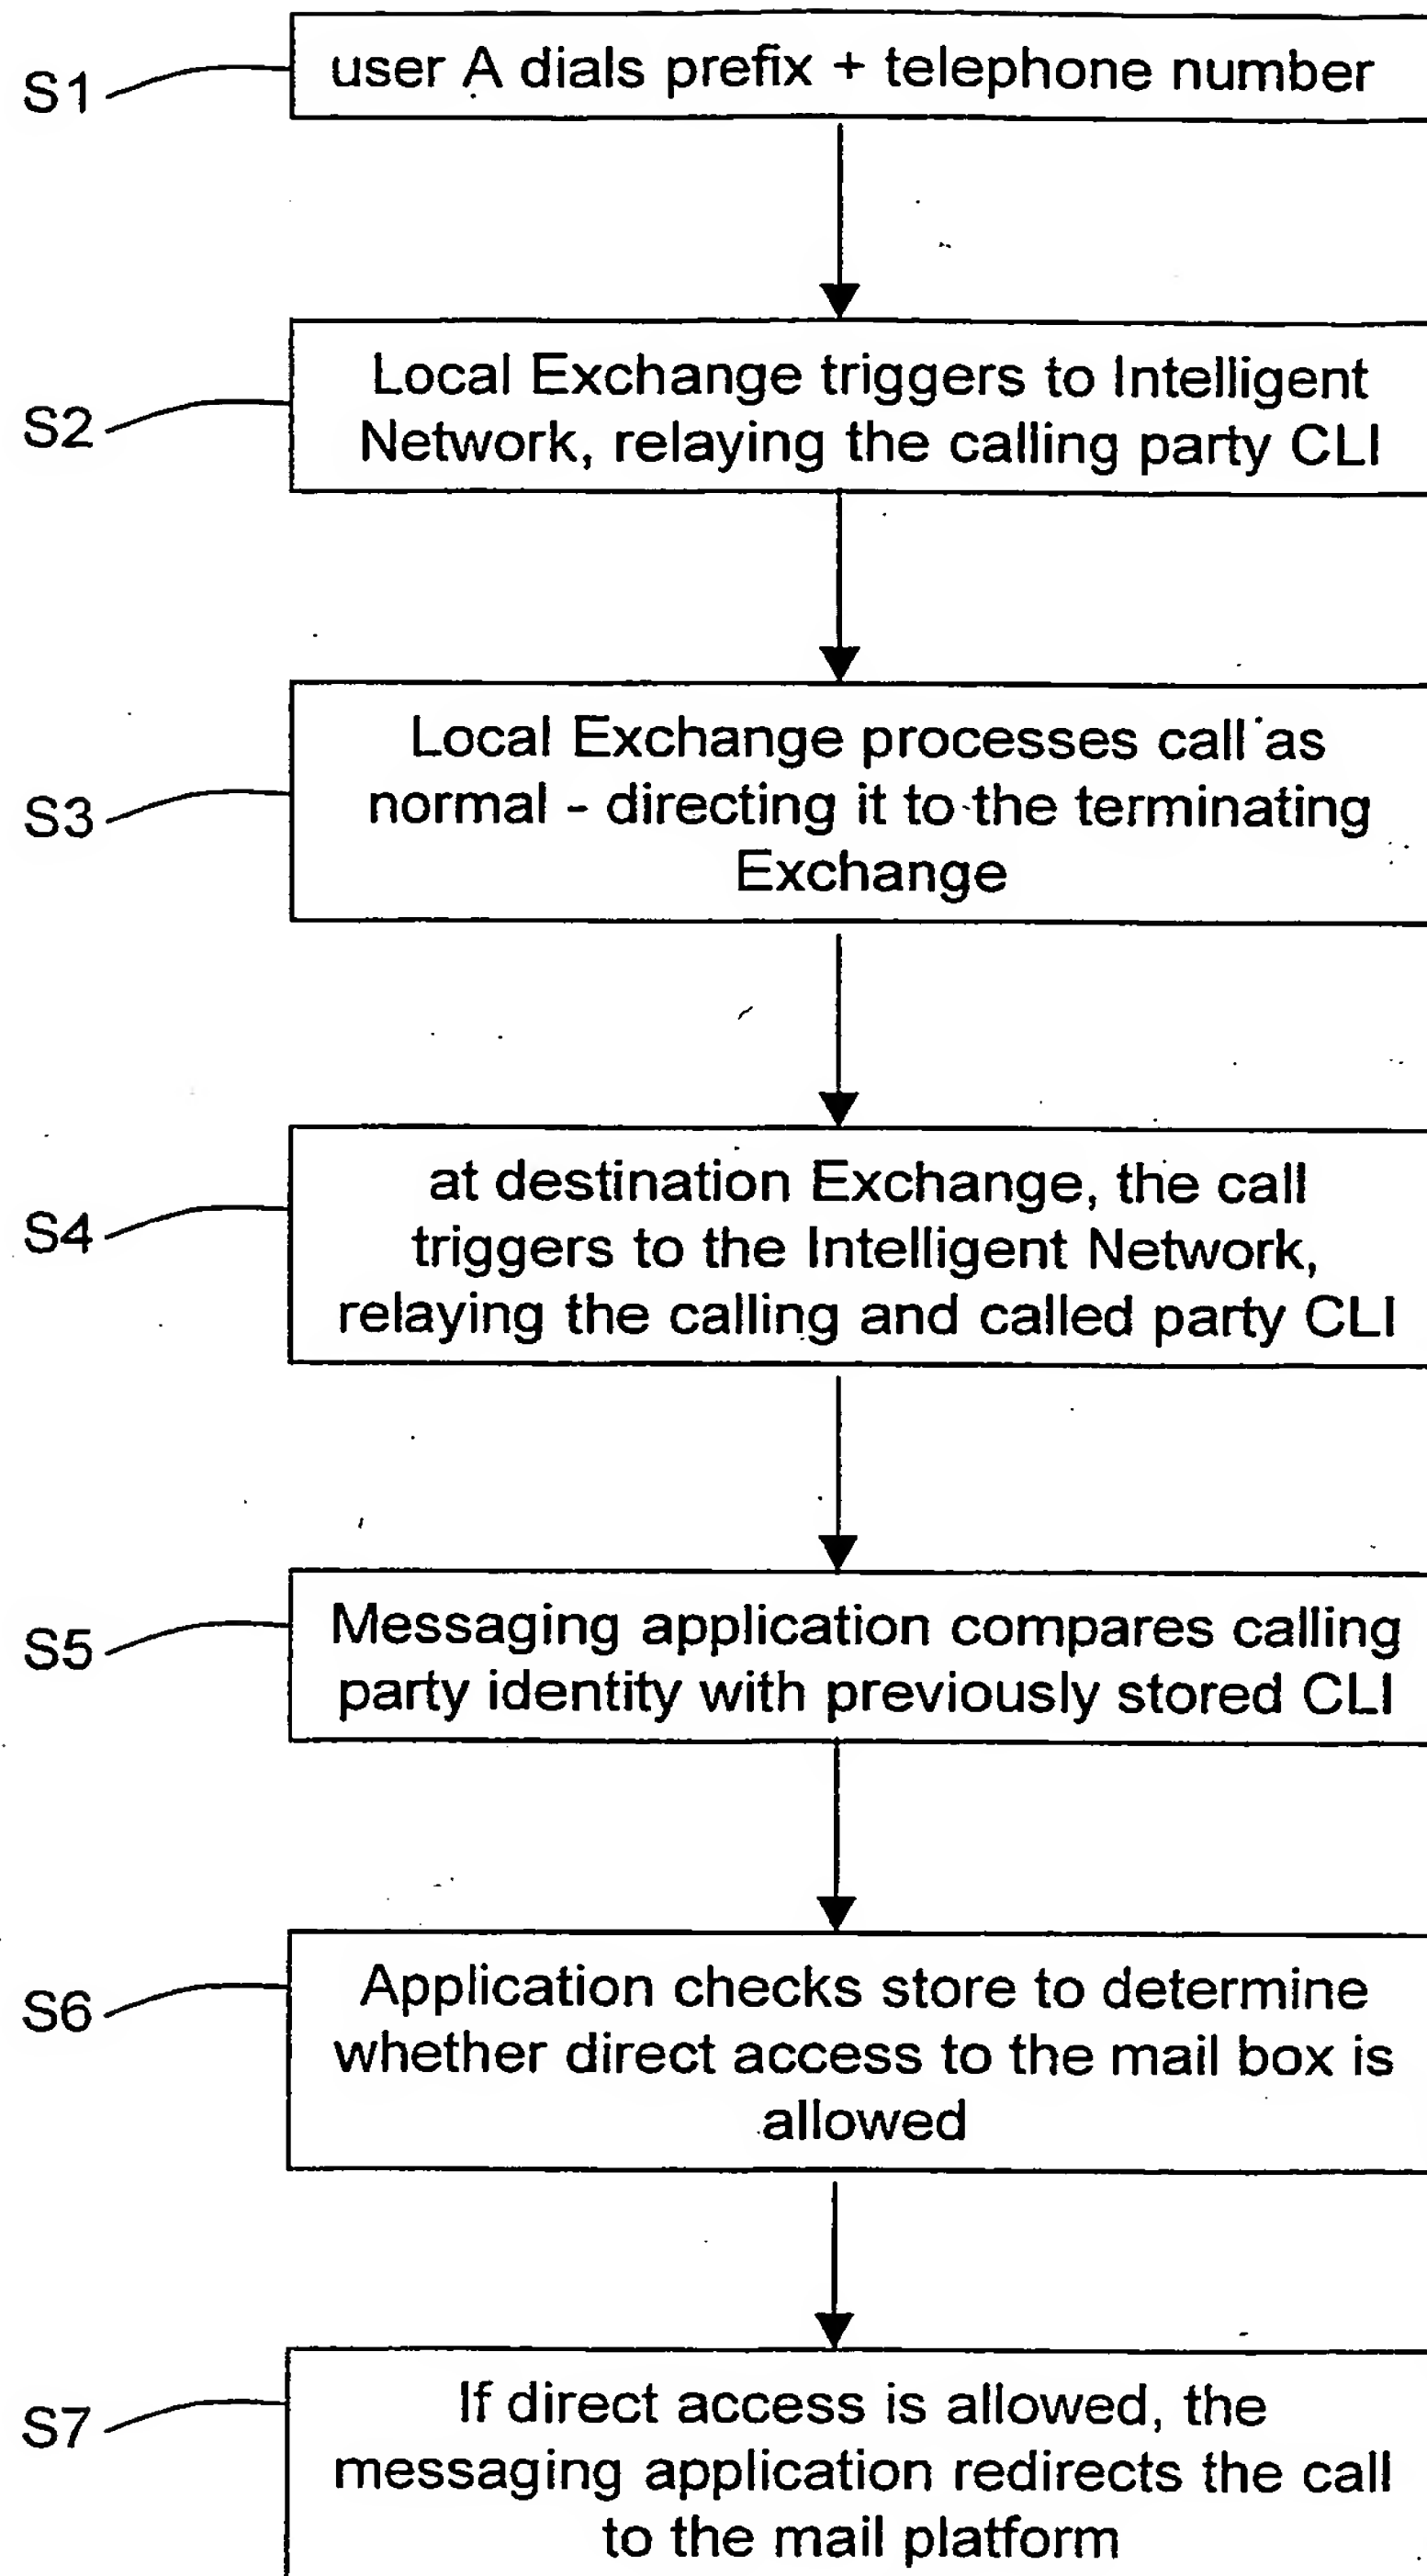 S1
user A dials prefix + telephone number
S2
Local Exchange triggers to Intelligent
Network, relaying the calling party CLI
S3
Local Exchange processes call as
normal - directing it to the terminating
Exchange
S4
at destination Exchange, the call
triggers to the Intelligent Network,
relaying the calling and called party CLI
S5
Messaging application compares calling
party identity with previously stored CLI
S6
Application checks store to determine
whether direct access to the mail box is
allowed
S7
If direct access is allowed, the
messaging application redirects the call
to the mail platform